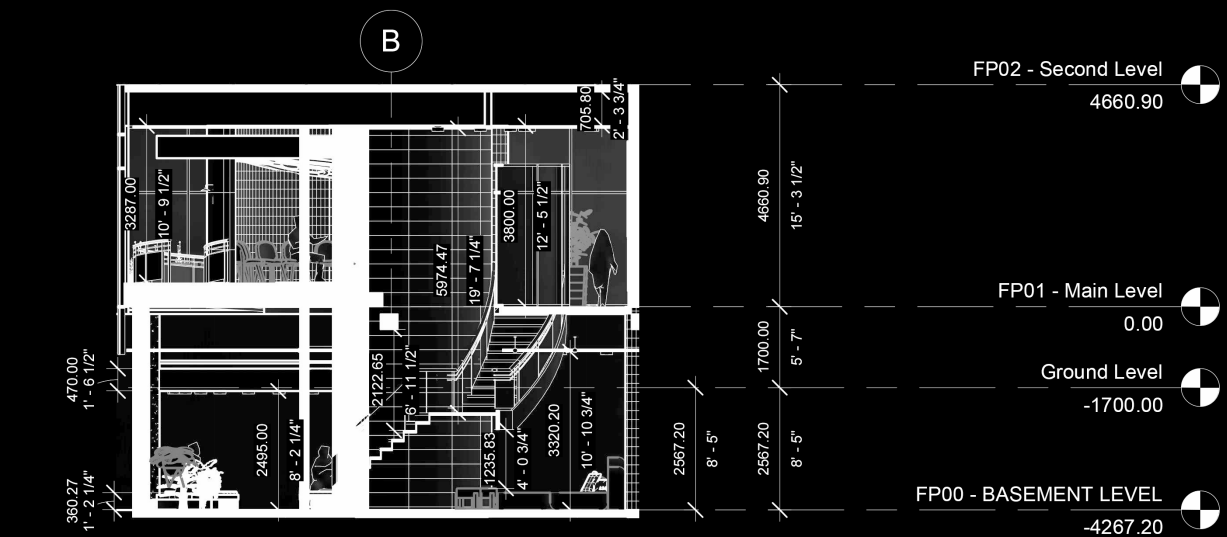 B
FP02 - Second Level
4660.90
705.80
2' - 3 3/4"
3287.00
10' - 9 1/2"
3800.00
12' - 5 1/2"
4660.90
15' - 3 1/2"
5974.47
19' - 7 1/4"
FP01 - Main Level
0.00
1700.00
5' - 7"
470.00
1' - 6 1/2"
2122.65
6' - 11 1/2"
Ground Level
-1700.00
2495.00
8' - 2 1/4"
1235.83
4' - 0 3/4"
3320.20
10' - 10 3/4"
2567.20
8' - 5"
2567.20
8' - 5"
360.27
1' - 2 1/4"
FP00 - BASEMENT LEVEL
-4267.20